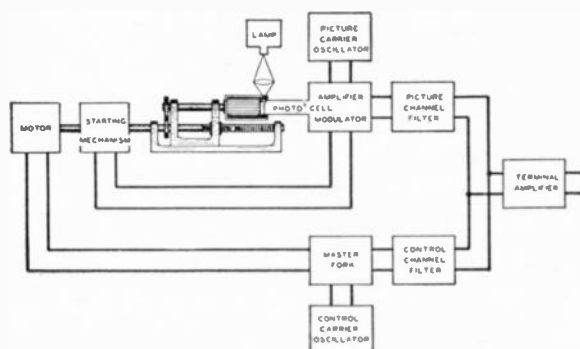 LAMP
PICTURE
CARRIER
OSCILLATOR
MOTOR
STARTING
MECHANISM
PHOTO CELL
AMPLIFIER
MODULATOR
PICTURE
CHANNEL
FILTER
TERMINAL
AMPLIFIER
MASTER
FORK
CONTROL
CHANNEL
FILTER
CONTROL
CARRIER
OSCILLATOR